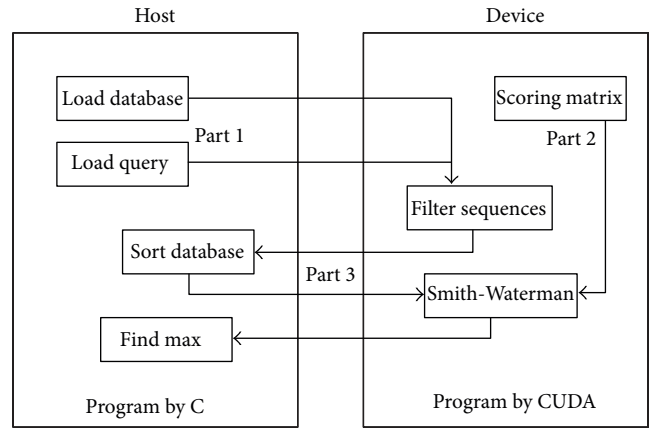 Host
Device
Load database
Scoring matrix
Part 1
Part 2
Load query
Filter sequences
Sort database
Part 3
Smith-Waterman
Find max
Program by C
Program by CUDA